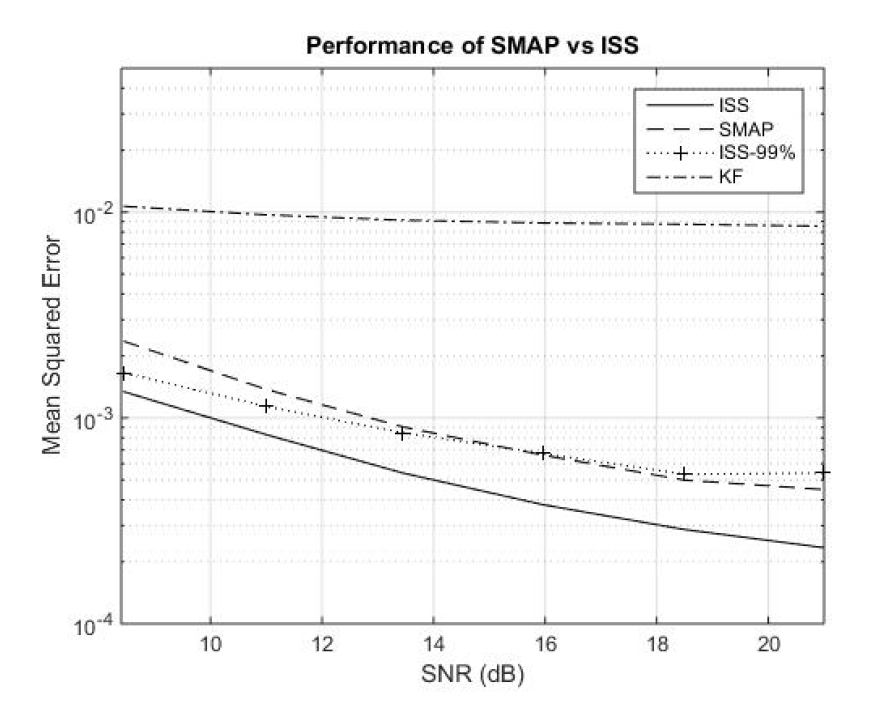 Performance of SMAP vs ISS
ISS
SMAP
ISS-99%
KF
Mean Squared Error
10-2
10-3
10-4
10 12 14 16 18 20
SNR (dB)